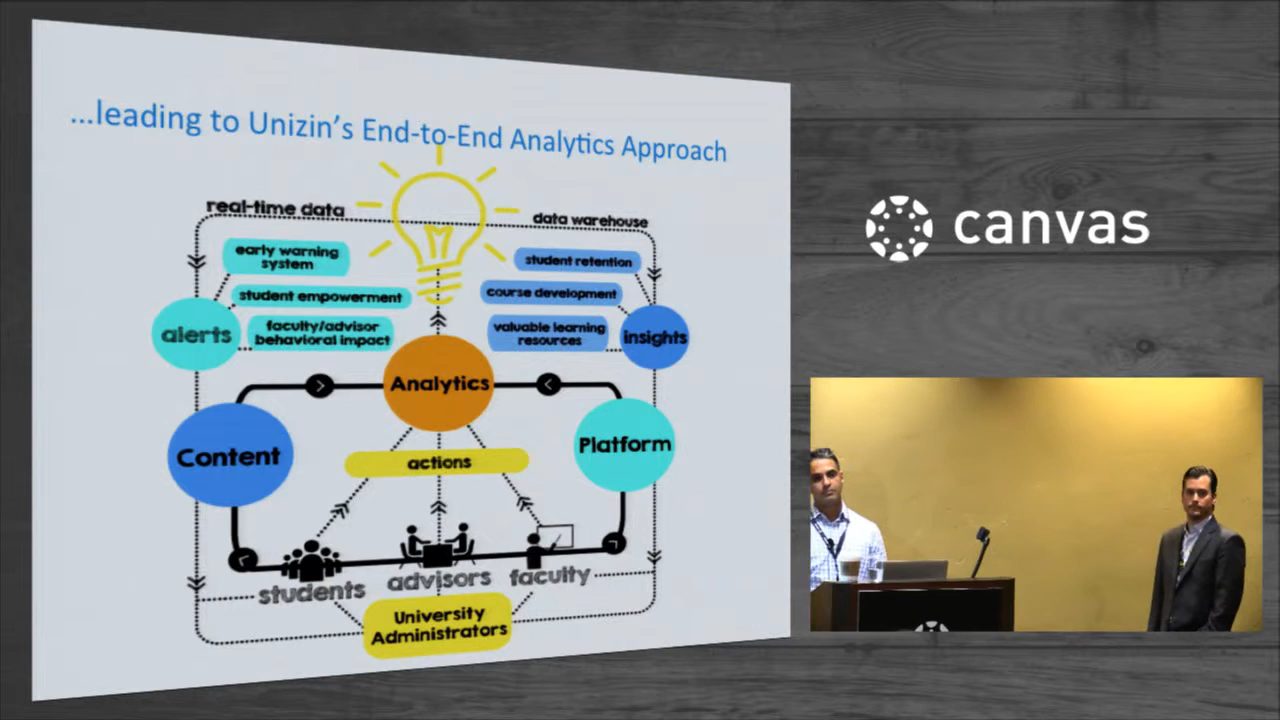 ...leading to Unizin's End-to-End Analytics Approach
real-time data
data warehouse
early warning
system
student empowerment
faculty/advisor
behavioral impact
alerts
student retention
course development
valuable learning
resources
insights
Analytics
Content
Platform
actions
students
advisors
faculty
University
Administrators
canvas